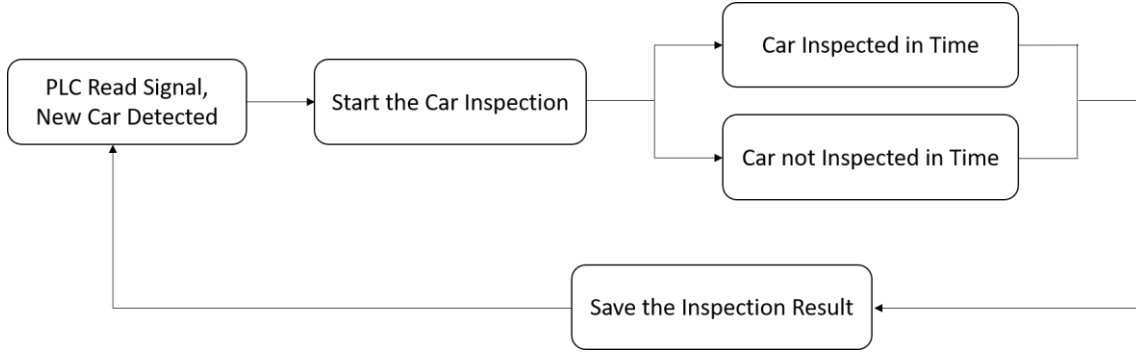 PLC Read Signal,
New Car Detected
Start the Car Inspection
Car Inspected in Time
Car not Inspected in Time
Save the Inspection Result